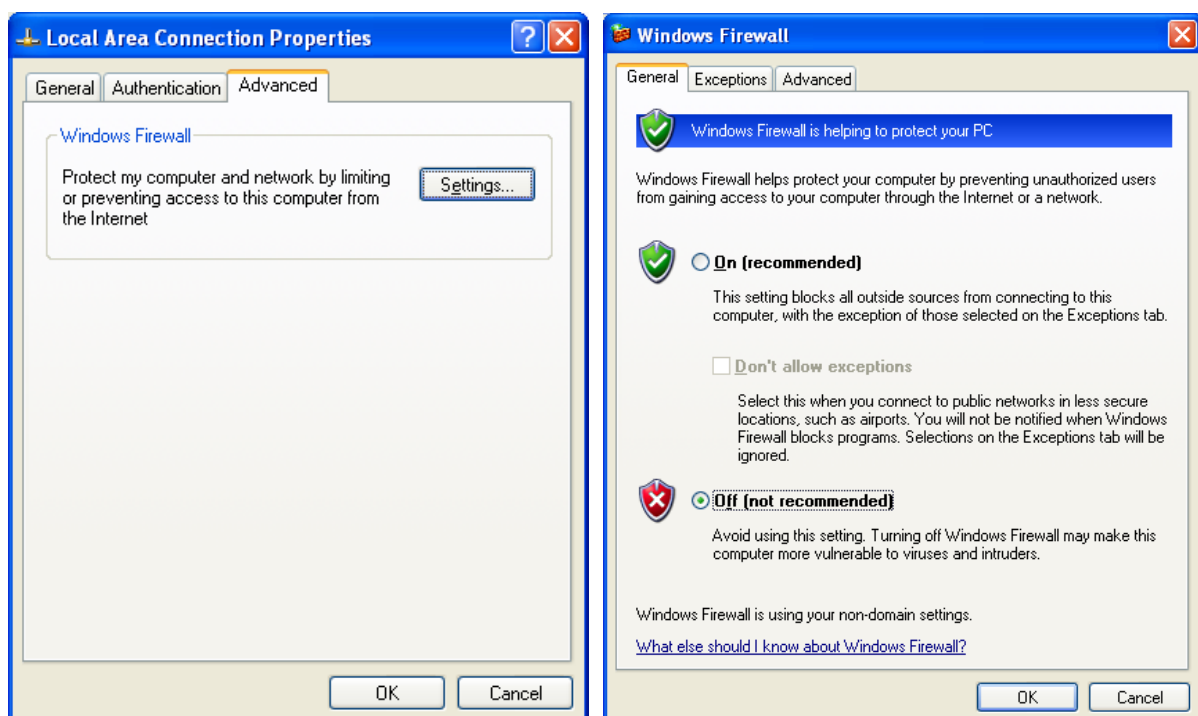 Local Area Connection Properties
General Authentication Advanced
Windows Firewall
Protect my computer and network by limiting
or preventing access to this computer from
the Internet
Settings...
OK Cancel
Windows Firewall
General Exceptions Advanced
Windows Firewall is helping to protect your PC
Windows Firewall helps protect your computer by preventing unauthorized users
from gaining access to your computer through the Internet or a network.
On (recommended)
This setting blocks all outside sources from connecting to this
computer, with the exception of those selected on the Exceptions tab.
Don't allow exceptions
Select this when you connect to public networks in less secure
locations, such as airports. You will not be notified when Windows
Firewall blocks programs. Selections on the Exceptions tab will be
ignored.
Off (not recommended)
Avoid using this setting. Turning off Windows Firewall may make this
computer more vulnerable to viruses and intruders.
Windows Firewall is using your non-domain settings.
What else should I know about Windows Firewall?
OK Cancel